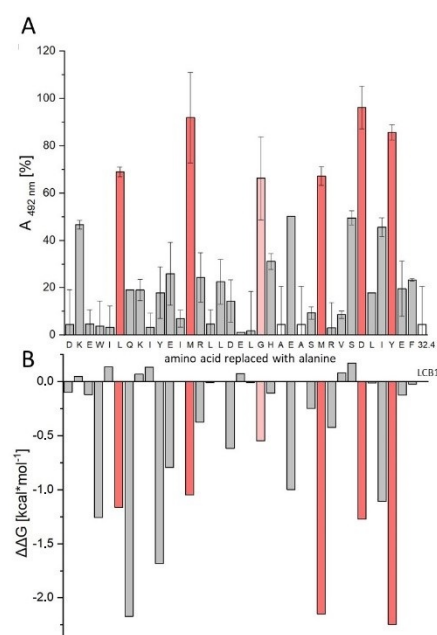 A
120
100
80
60
40
20
0
A 492 nm [%]
D K E W I L Q K I Y E I M R L L D E L G H A E A S M R V S D L I Y E F 32.4
amino acid replaced with alanine
B
LCB1
0.0
-0.5
-1.0
-1.5
-2.0
ΔΔG [kcal*mol-1]